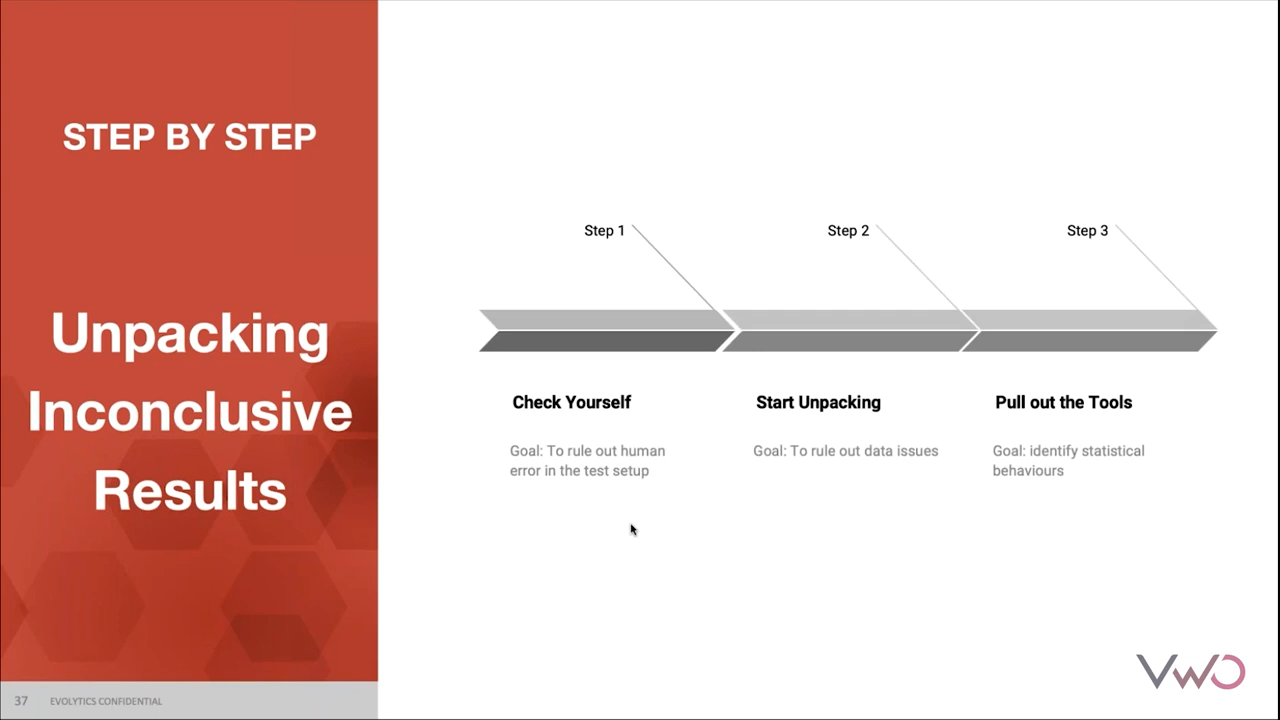 STEP BY STEP
Unpacking
Inconclusive
Results
Step 1
Step 2
Step 3
Check Yourself
Goal: To rule out human
error in the test setup
Start Unpacking
Goal: To rule out data issues
Pull out the Tools
Goal: identify statistical
behaviours
37
EVOLYTICS CONFIDENTIAL
VWO